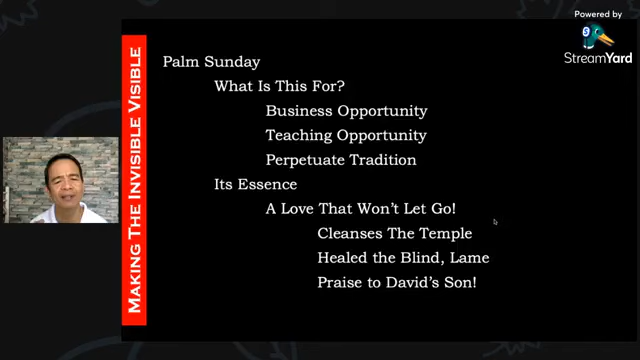 Powered by
StreamYard
MAKING THE INVISIBLE VISIBLE
Palm Sunday
What Is This For?
Business Opportunity
Teaching Opportunity
Perpetuate Tradition
Its Essence
A Love That Won't Let Go!
Cleanses The Temple
Healed the Blind, Lame
Praise to David's Son!